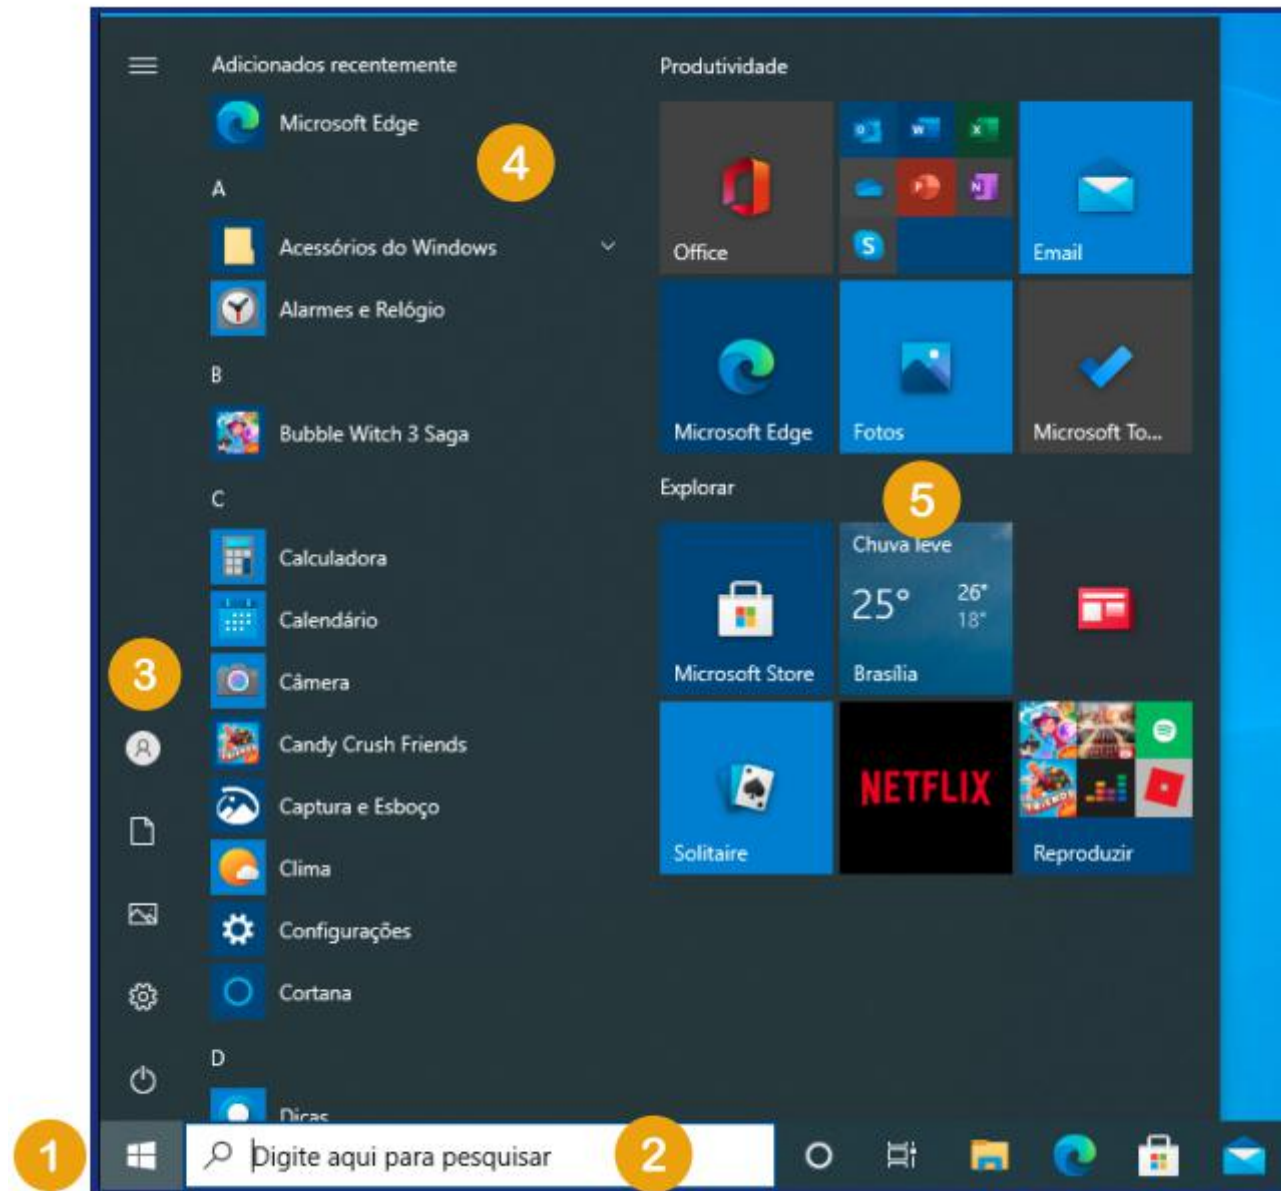 Adicionados recentemente
Microsoft Edge
4
A
Acessórios do Windows
Alarmes e Relógio
B
Bubble Witch 3 Saga
C
Calculadora
Calendário
3
Câmera
Candy Crush Friends
Captura e Esboço
Clima
Configurações
Cortana
D
Dicas
Produtividade
Office
Email
Microsoft Edge
Fotos
Microsoft To...
Explorar
5
Microsoft Store
Chuva leve
25°
26°
18°
Brasília
Solitaire
NETFLIX
Reproduzir
1
Digite aqui para pesquisar
2